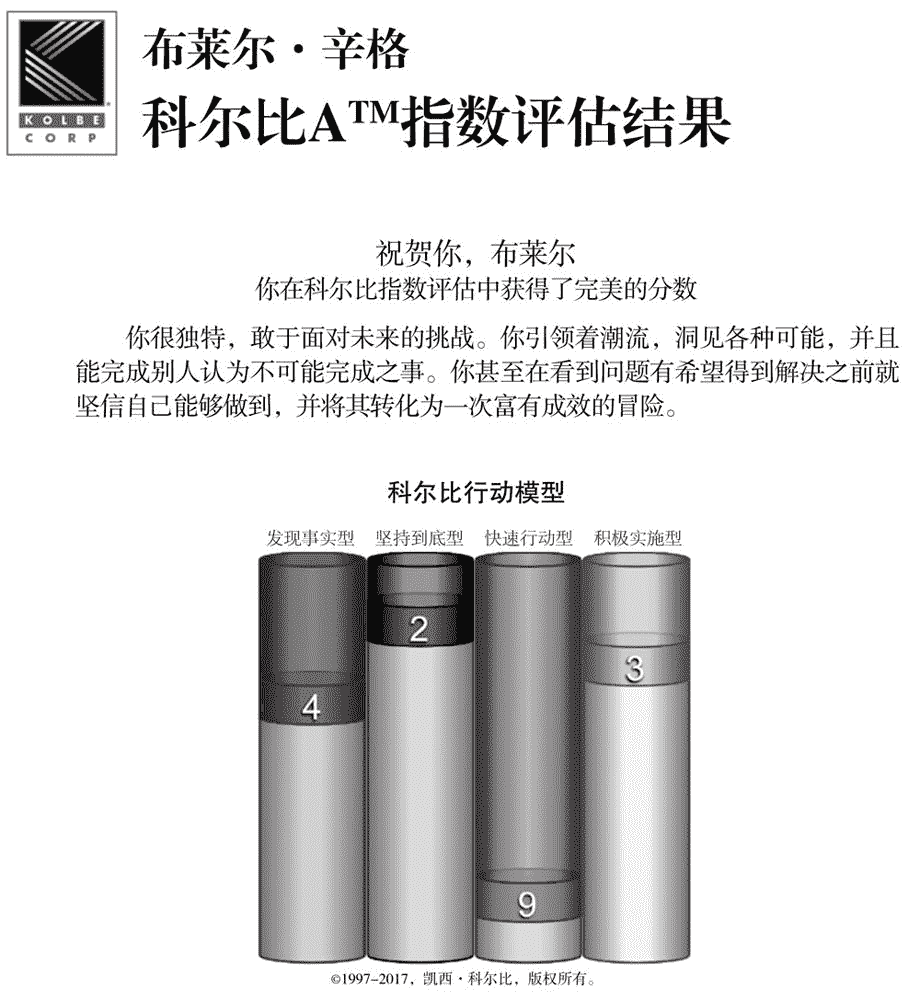 布莱尔·辛格
KOLBE
CORP
科尔比A™指数评估结果
祝贺你，布莱尔
你在科尔比指数评估中获得了完美的分数
你很独特，敢于面对未来的挑战。你引领着潮流，洞见各种可能，并且
能完成别人认为不可能完成之事。你甚至在看到问题有希望得到解决之前就
坚信自己能够做到，并将其转化为一次富有成效的冒险。
科尔比行动模型
发现事实型 坚持到底型 快速行动型 积极实施型
4 2 9 3
©1997-2017，凯西·科尔比，版权所有。